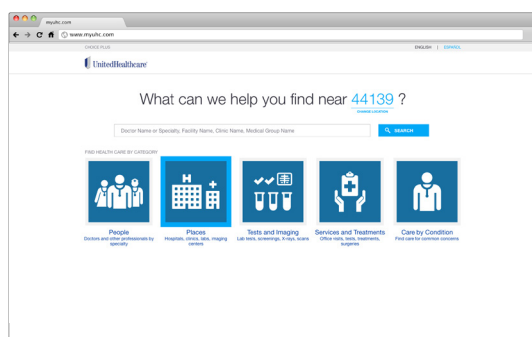 myuhc.com
www.myuhc.com
CHOICE PLUS
ENGLISH | ESPAÑOL
UnitedHealthcare
What can we help you find near 44139 ?
CHANGE LOCATION
Doctor Name or Specialty, Facility Name, Clinic Name, Medical Group Name
SEARCH
FIND HEALTH CARE BY CATEGORY
H
People
Doctors and other professionals by
specialty
Places
Hospitals, clinics, labs, imaging
centers
Tests and Imaging
Lab tests, screenings, X-rays, scans
Services and Treatments
Office visits, tests, treatments,
surgeries
Care by Condition
Find care for common concerns